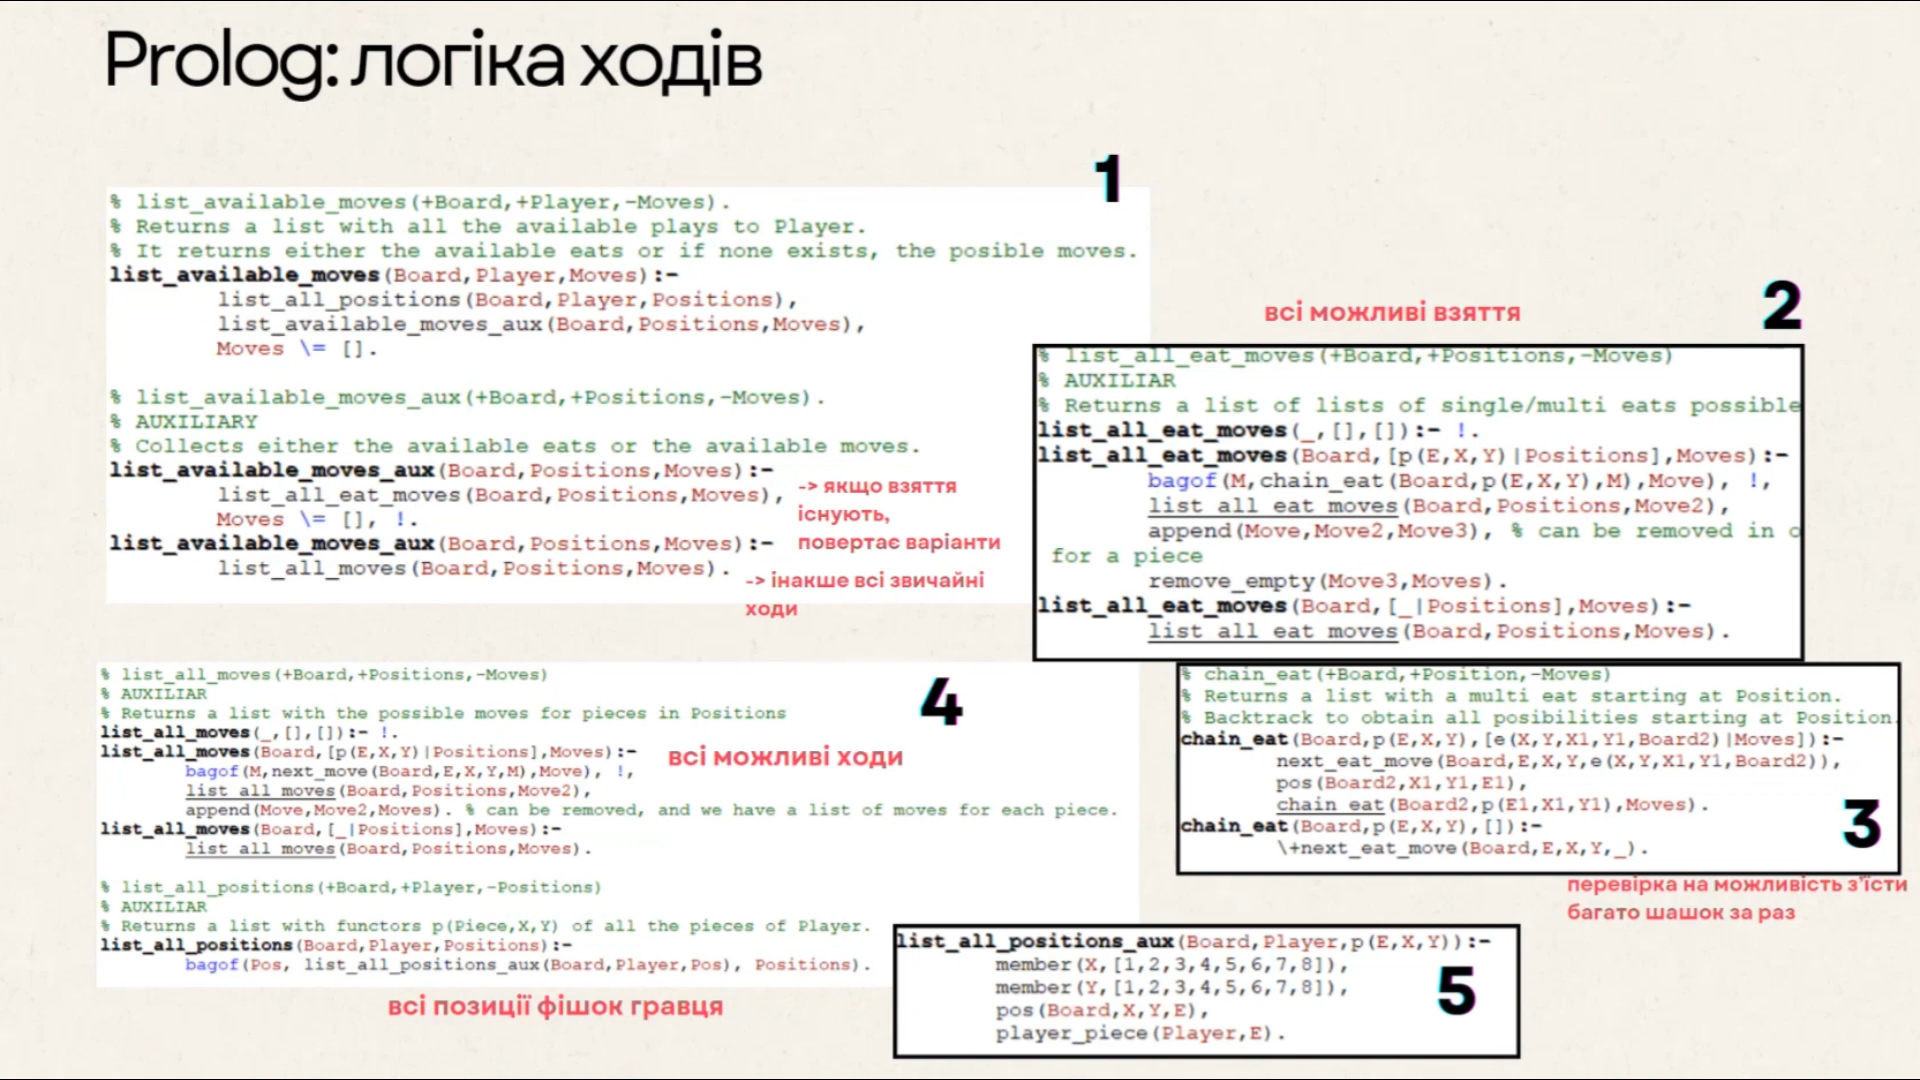 Prolog: логіка ходів
1
% list_available_moves(+Board,+Player,-Moves).
% Returns a list with all the available plays to Player.
% It returns either the available eats or if none exists, the posible moves.
list_available_moves(Board,Player,Moves):-
list_all_positions(Board,Player,Positions),
list_available_moves_aux(Board,Positions,Moves),
Moves \= [].
% list_available_moves_aux(+Board,+Positions,-Moves).
% AUXILIARY
% Collects either the available eats or the available moves.
list_available_moves_aux(Board,Positions,Moves):-
list_all_eat_moves(Board,Positions,Moves),
Moves \= [], !.
list_available_moves_aux(Board,Positions,Moves):-
list_all_moves(Board,Positions,Moves).
-> якщо взяття
існують,
повертає варіанти
-> інакше всі звичайні
ходи
всі можливі взяття
2
% list_all_eat_moves(+Board,+Positions,-Moves)
% AUXILIAR
% Returns a list of lists of single/multi eats possible
list_all_eat_moves(_,[],[]):- !.
list_all_eat_moves(Board,[p(E,X,Y)|Positions],Moves):-
bagof(M,chain_eat(Board,p(E,X,Y),M),Move), !,
list_all_eat_moves(Board,Positions,Move2),
append(Move,Move2,Move3), % can be removed in o
for a piece
remove_empty(Move3,Moves).
list_all_eat_moves(Board,[_|Positions],Moves):-
list_all_eat_moves(Board,Positions,Moves).
% chain_eat(+Board,+Position,-Moves)
% Returns a list with a multi eat starting at Position.
% Backtrack to obtain all posibilities starting at Position.
chain_eat(Board,p(E,X,Y),[e(X,Y,X1,Y1,Board2)|Moves]):-
next_eat_move(Board,E,X,Y,e(X,Y,X1,Y1,Board2)),
pos(Board2,X1,Y1,E1),
chain_eat(Board2,p(E1,X1,Y1),Moves).
chain_eat(Board,p(E,X,Y),[]):-
\+next_eat_move(Board,E,X,Y,_).
3
перевірка на можливість з'їсти
багато шашок за раз
4
% list_all_moves(+Board,+Positions,-Moves)
% AUXILIAR
% Returns a list with the possible moves for pieces in Positions
list_all_moves(_,[],[]):- !.
list_all_moves(Board,[p(E,X,Y)|Positions],Moves):-
bagof(M,next_move(Board,E,X,Y,M),Move), !,
list_all_moves(Board,Positions,Move2),
append(Move,Move2,Moves). % can be removed, and we have a list of moves for each piece.
list_all_moves(Board,[_|Positions],Moves):-
list_all_moves(Board,Positions,Moves).
всі можливі ходи
% list_all_positions(+Board,+Player,-Positions)
% AUXILIAR
% Returns a list with functors p(Piece,X,Y) of all the pieces of Player.
list_all_positions(Board,Player,Positions):-
bagof(Pos, list_all_positions_aux(Board,Player,Pos), Positions).
всі позиції фішок гравця
list_all_positions_aux(Board,Player,p(E,X,Y)):-
member(X,[1,2,3,4,5,6,7,8]),
member(Y,[1,2,3,4,5,6,7,8]),
pos(Board,X,Y,E),
player_piece(Player,E).
5